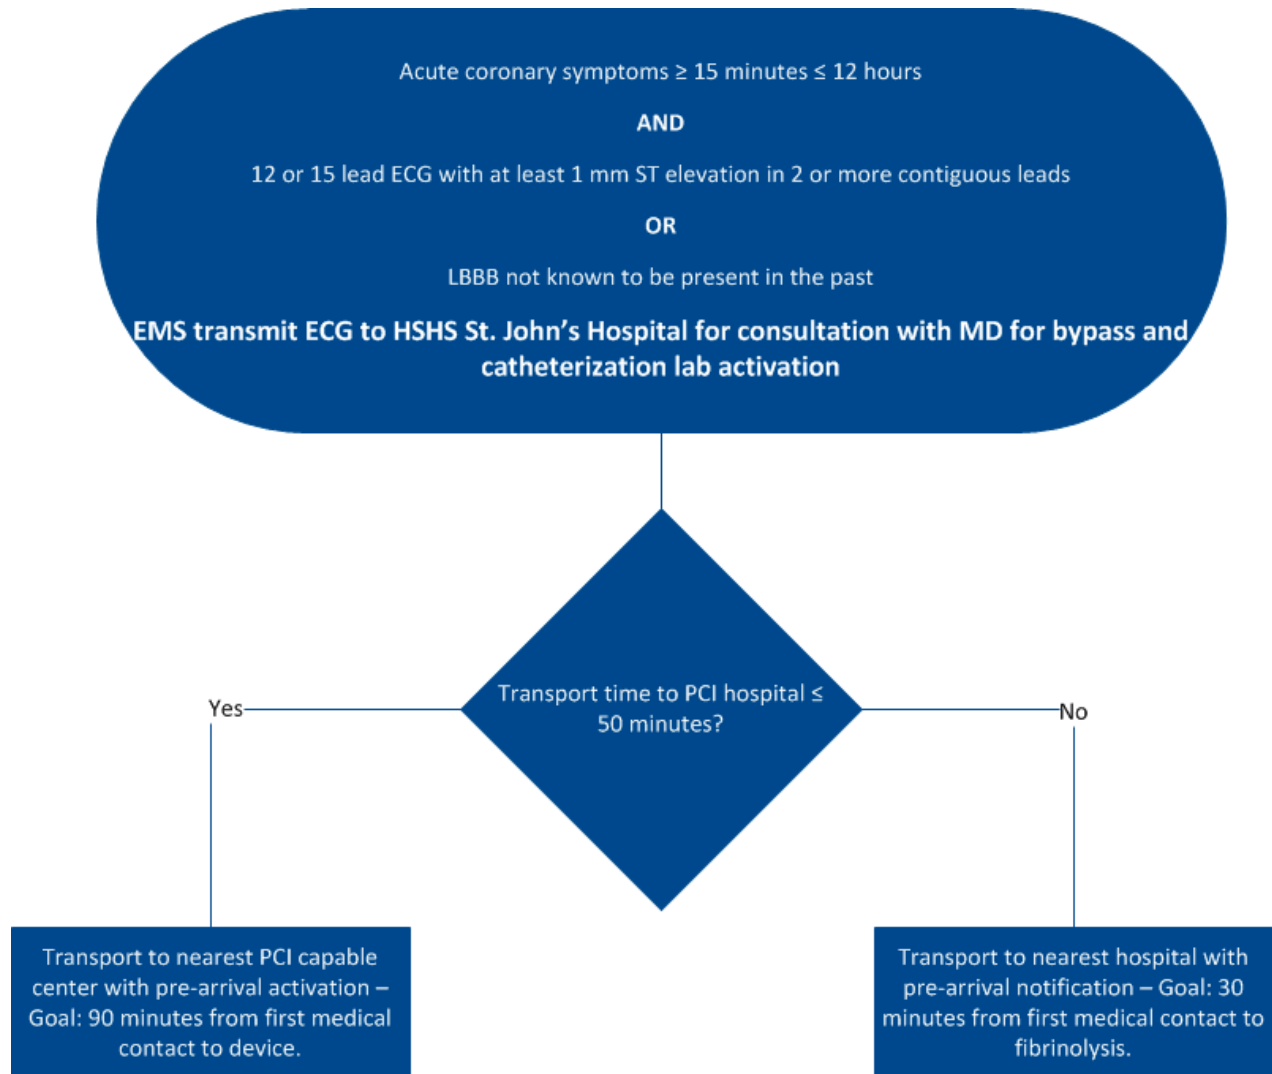 Acute coronary symptoms ≥ 15 minutes ≤ 12 hours
AND
12 or 15 lead ECG with at least 1 mm ST elevation in 2 or more contiguous leads
OR
LBBB not known to be present in the past
EMS transmit ECG to HSHS St. John’s Hospital for consultation with MD for bypass and
catheterization lab activation
Transport time to PCI hospital ≤
50 minutes?
Yes
No
Transport to nearest PCI capable
center with pre-arrival activation –
Goal: 90 minutes from first medical
contact to device.
Transport to nearest hospital with
pre-arrival notification – Goal: 30
minutes from first medical contact to
fibrinolysis.